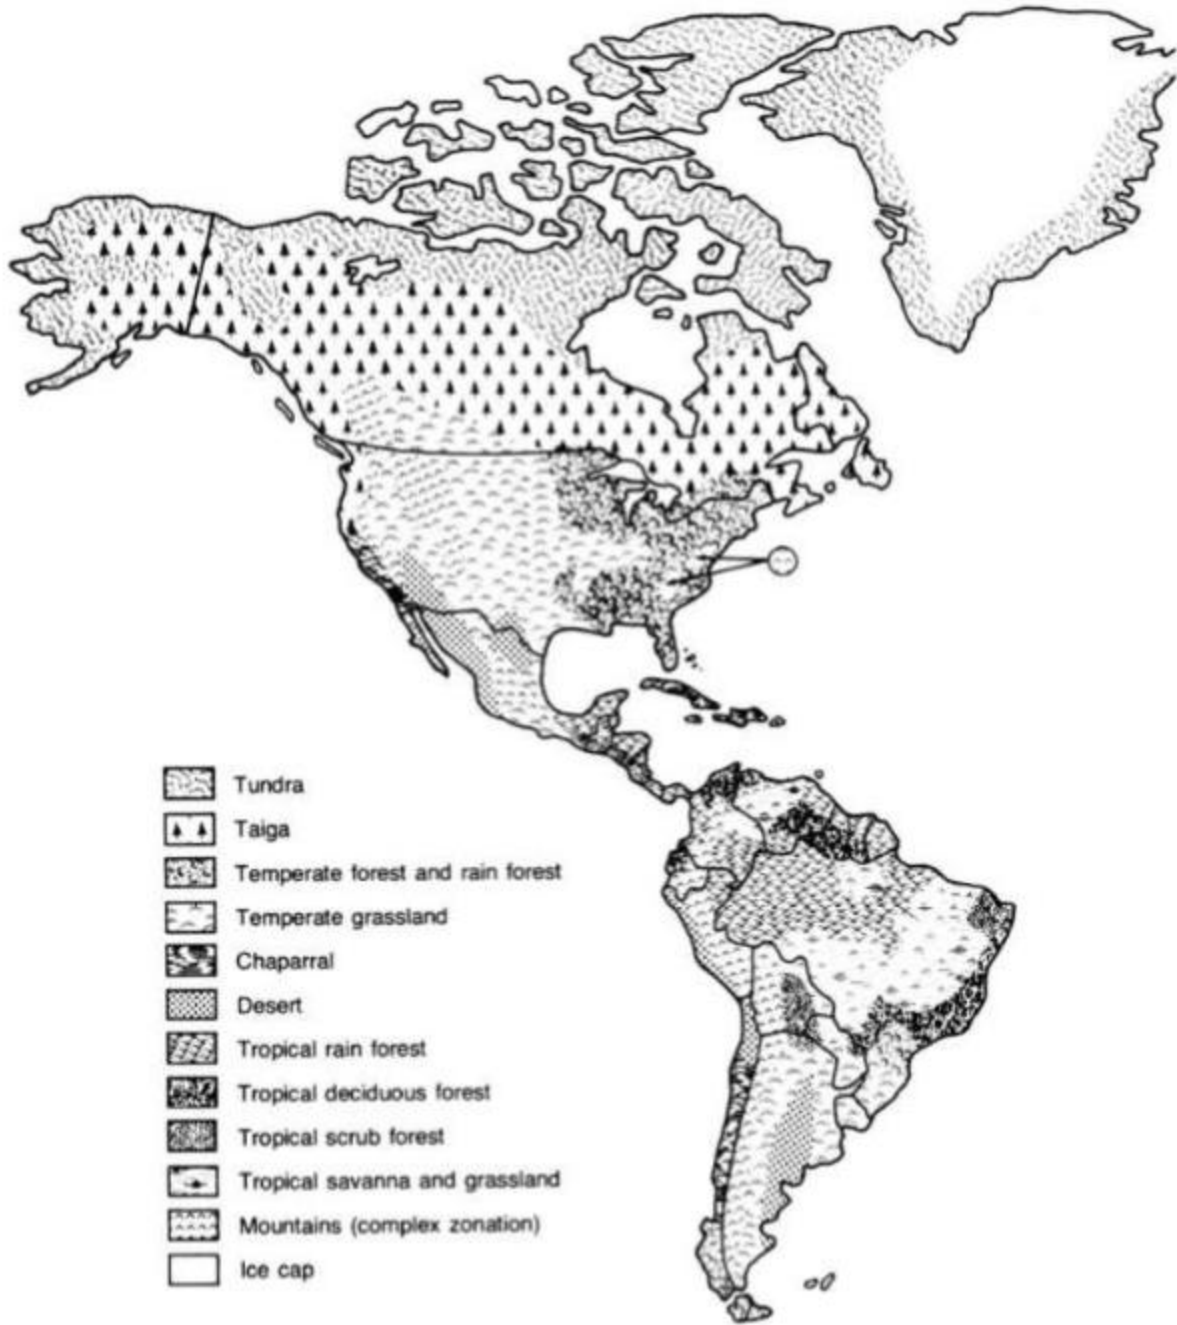 Tundra
Taiga
Temperate forest and rain forest
Temperate grassland
Chaparral
Desert
Tropical rain forest
Tropical deciduous forest
Tropical scrub forest
Tropical savanna and grassland
Mountains (complex zonation)
Ice cap